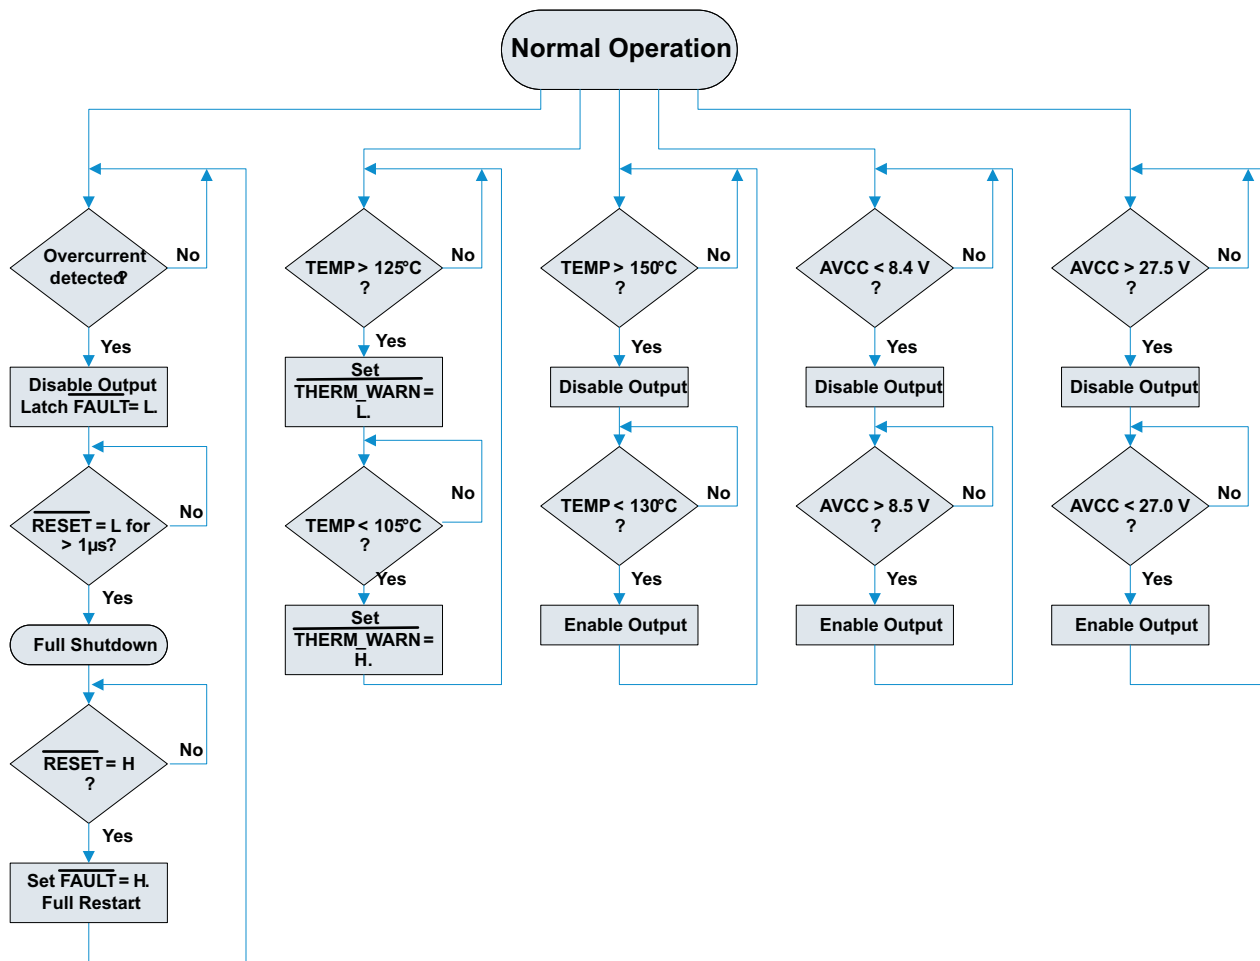 Normal Operation
Overcurrent
detected?
No
Yes
Disable Output
Latch FAULT = L.
RESET = L for
> 1µs?
No
Yes
Full Shutdown
RESET = H
?
No
Yes
Set FAULT = H.
Full Restart
TEMP > 125°C
?
No
Yes
Set
THERM_WARN =
L.
TEMP < 105°C
?
No
Yes
Set
THERM_WARN =
H.
TEMP > 150°C
?
No
Yes
Disable Output
TEMP < 130°C
?
No
Yes
Enable Output
AVCC < 8.4 V
?
No
Yes
Disable Output
AVCC > 8.5 V
?
No
Yes
Enable Output
AVCC > 27.5 V
?
No
Yes
Disable Output
AVCC < 27.0 V
?
No
Yes
Enable Output